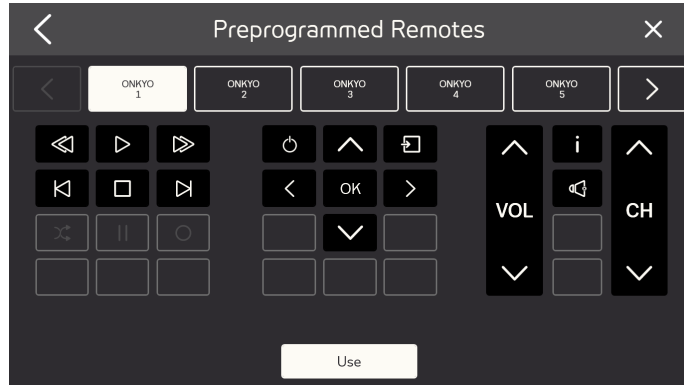 Preprogrammed Remotes
ONKYO
1
ONKYO
2
ONKYO
3
ONKYO
4
ONKYO
5
i
OK
VOL
CH
Use